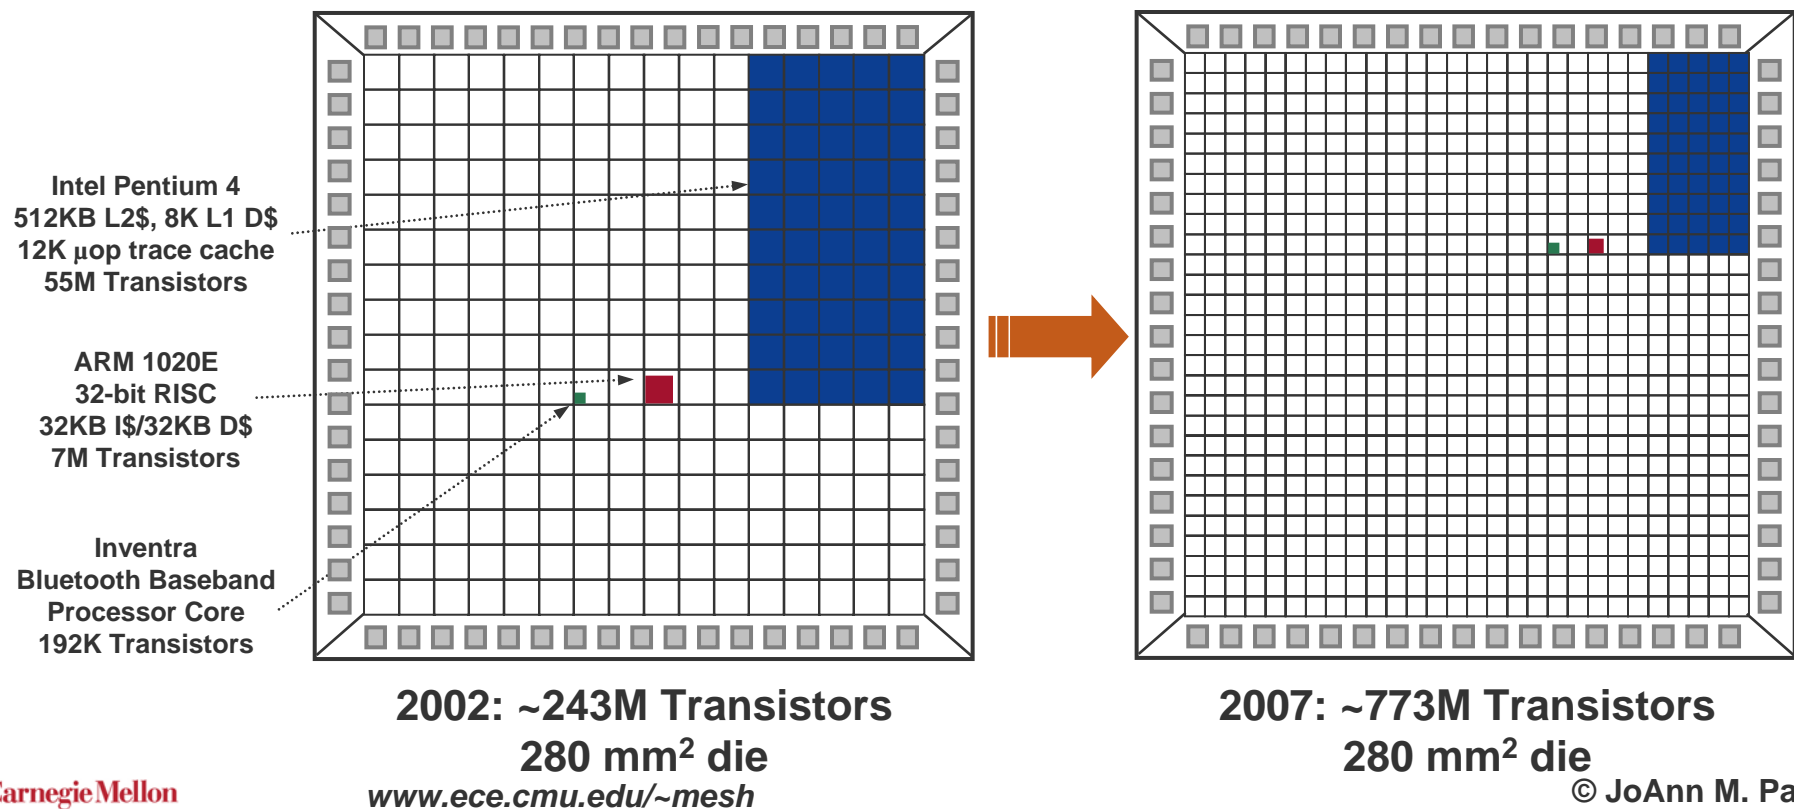 Intel Pentium 4
512KB L2$, 8K L1 D$
12K μop trace cache
55M Transistors
ARM 1020E
32-bit RISC
32KB I$/32KB D$
7M Transistors
Inventra
Bluetooth Baseband
Processor Core
192K Transistors
2002: ~243M Transistors
280 mm² die
2007: ~773M Transistors
280 mm² die
Carnegie Mellon
www.ece.cmu.edu/~mesh
© JoAnn M. Pa